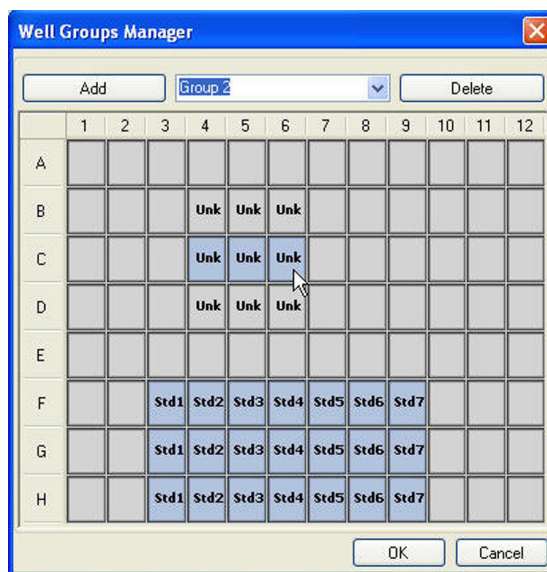 Well Groups Manager
Add Group 2 Delete
1 2 3 4 5 6 7 8 9 10 11 12
A
B Unk Unk Unk
C Unk Unk Unk
D Unk Unk Unk
E
F Std1 Std2 Std3 Std4 Std5 Std6 Std7
G Std1 Std2 Std3 Std4 Std5 Std6 Std7
H Std1 Std2 Std3 Std4 Std5 Std6 Std7
OK Cancel